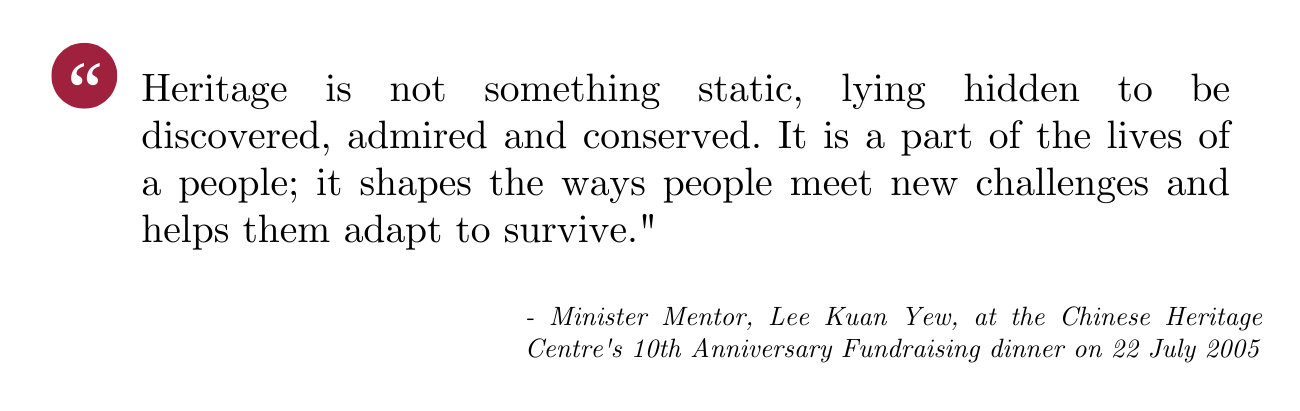 “
Heritage is not something static, lying hidden to be
discovered, admired and conserved. It is a part of the lives of
a people; it shapes the ways people meet new challenges and
helps them adapt to survive."
- Minister Mentor, Lee Kuan Yew, at the Chinese Heritage
Centre's 10th Anniversary Fundraising dinner on 22 July 2005